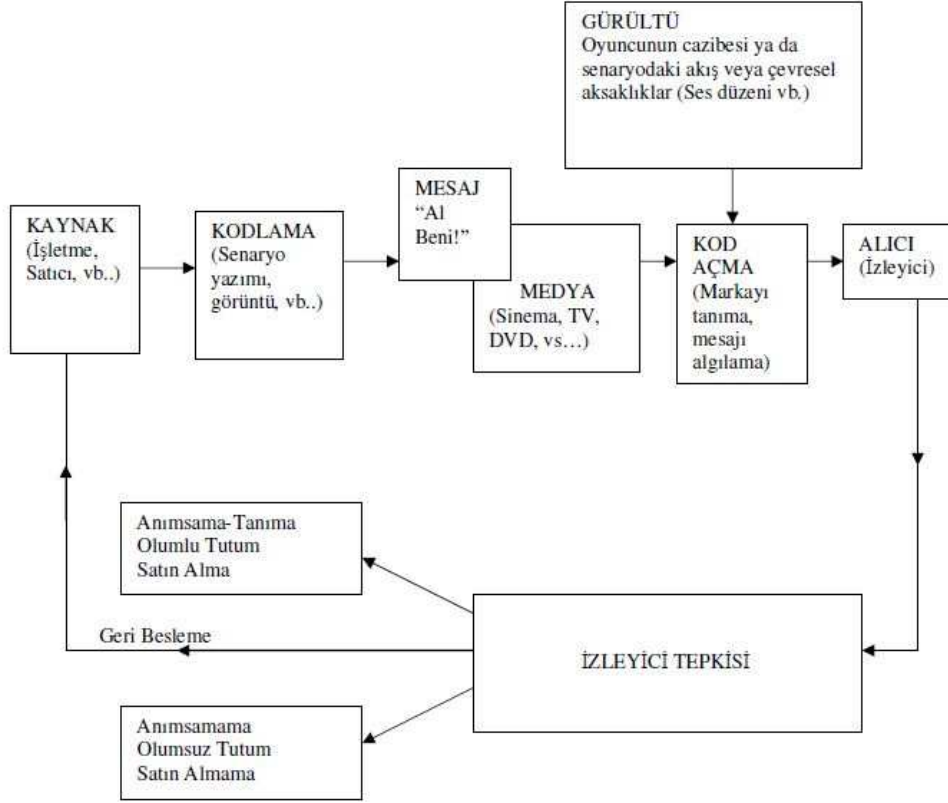 GÜRÜLTÜ
Oyuncunun cazibesi ya da
senaryodaki akış veya çevresel
aksaklıklar (Ses düzeni vb.)
KAYNAK
(İşletme,
Satıcı, vb..)
KODLAMA
(Senaryo
yazımı,
görüntü, vb..)
MESAJ
“Al
Beni!”
MEDYA
(Sinema, TV,
DVD, vs…)
KOD
AÇMA
(Markayı
tanıma,
mesajı
algılama)
ALICI
(İzleyici)
Anımsama-Tanıma
Olumlu Tutum
Satın Alma
Geri Besleme
İZLEYİCİ TEPKİSİ
Anımsamama
Olumsuz Tutum
Satın Almama